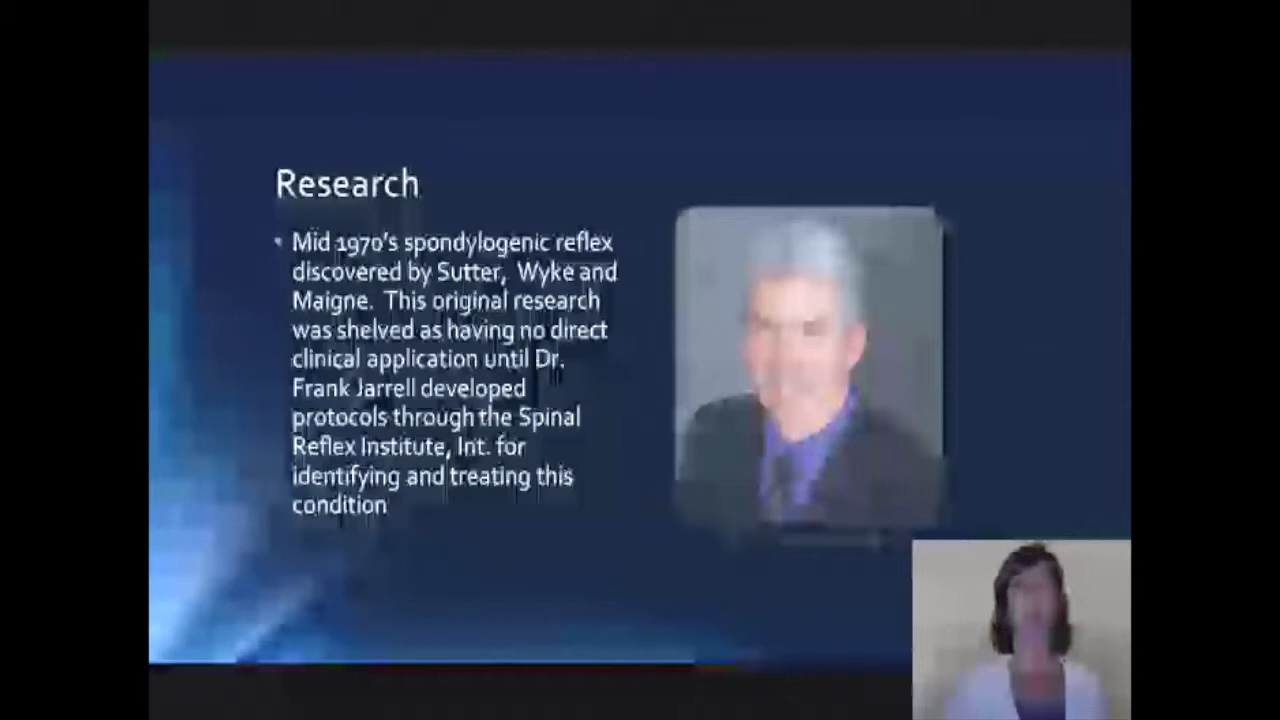 Research
• Mid 1970's spondylogenic reflex
discovered by Sutter, Wyke and
Maigne. This original research
was shelved as having no direct
clinical application until Dr.
Frank Jarrell developed
protocols through the Spinal
Reflex Institute, Int. for
identifying and treating this
condition